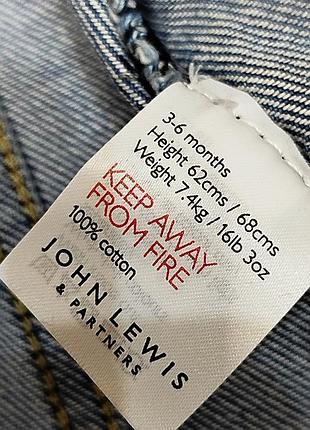 3-6 months
Height 62cms / 68cms
Weight 7.4kg / 16lb 3oz
KEEP AWAY
FROM FIRE
100% cotton
JOHN LEWIS
& PARTNERS